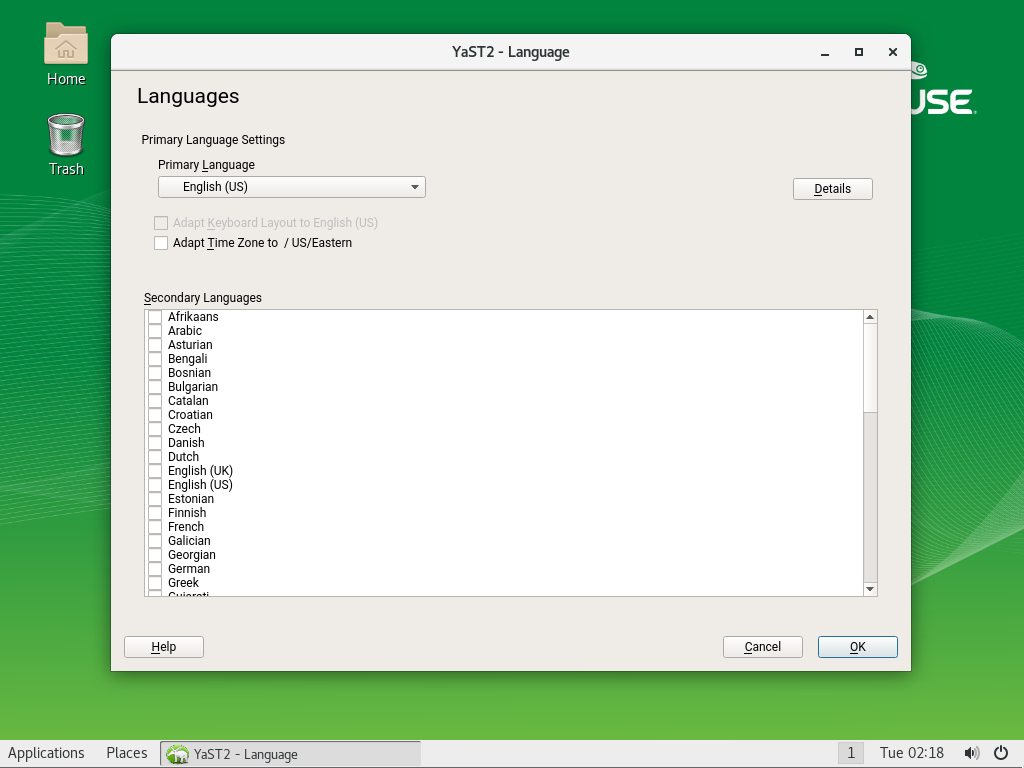 Home
Trash
YaST2 - Language
USE
Languages
Primary Language Settings
Primary Language
English (US)
Details
Adapt Keyboard Layout to English (US)
Adapt Time Zone to / US/Eastern
Secondary Languages
Afrikaans
Arabic
Asturian
Bengali
Bosnian
Bulgarian
Catalan
Croatian
Czech
Danish
Dutch
English (UK)
English (US)
Estonian
Finnish
French
Galician
Georgian
German
Greek
Gujarati
Help
Cancel
OK
Applications
Places
YaST2 - Language
1
Tue 02:18